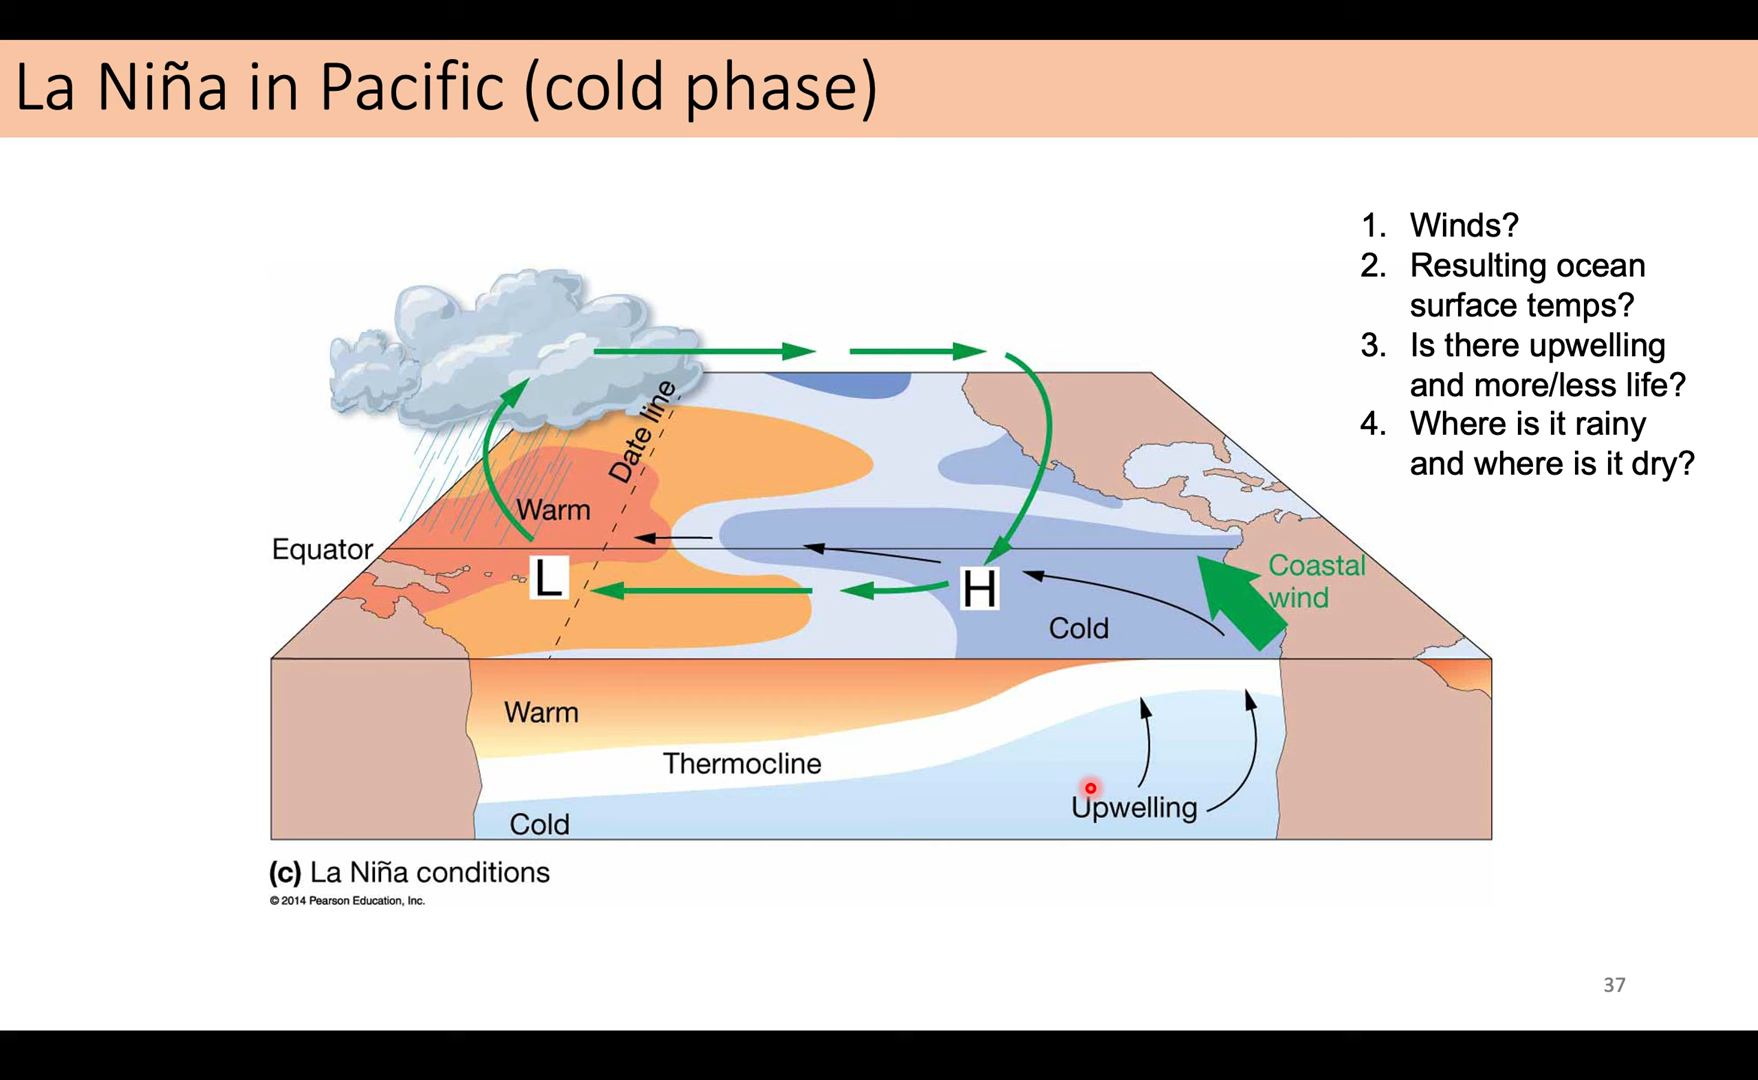 La Niña in Pacific (cold phase)
1. Winds?
2. Resulting ocean
surface temps?
3. Is there upwelling
and more/less life?
4. Where is it rainy
and where is it dry?
Date line
Warm
Equator
L
H
Coastal
wind
Cold
Warm
Thermocline
Upwelling
Cold
(c) La Niña conditions
© 2014 Pearson Education, Inc.
37